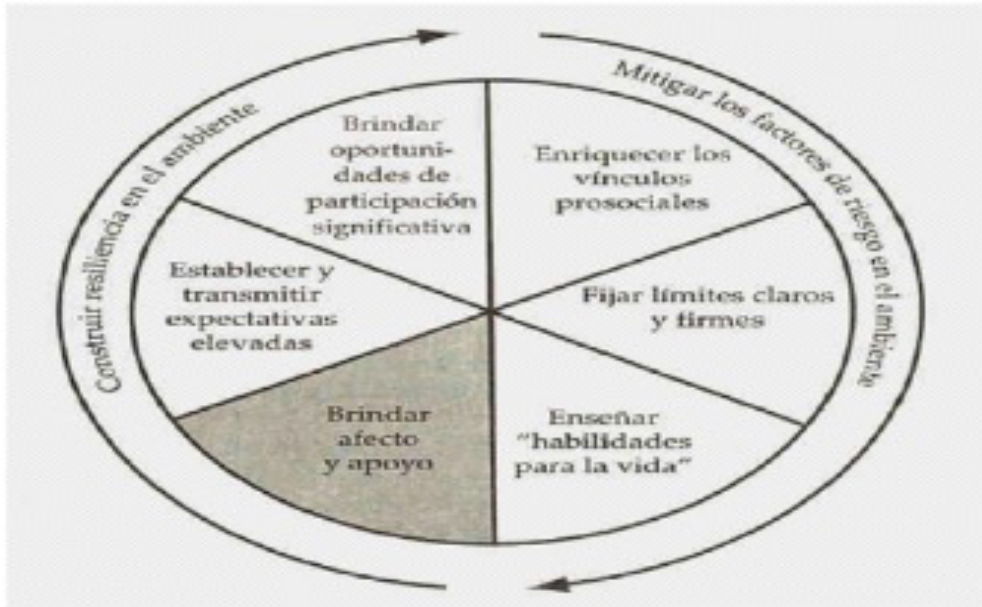 Construir resiliencia en el ambiente
Mitigar los factores de riesgo en el ambiente
Brindar
oportuni-
dades de
participación
significativa
Enriquecer los
vínculos
prosociales
Establecer y
transmitir
expectativas
elevadas
Fijar límites claros
y firmes
Brindar
afecto
y apoyo
Enseñar
"habilidades
para la vida"